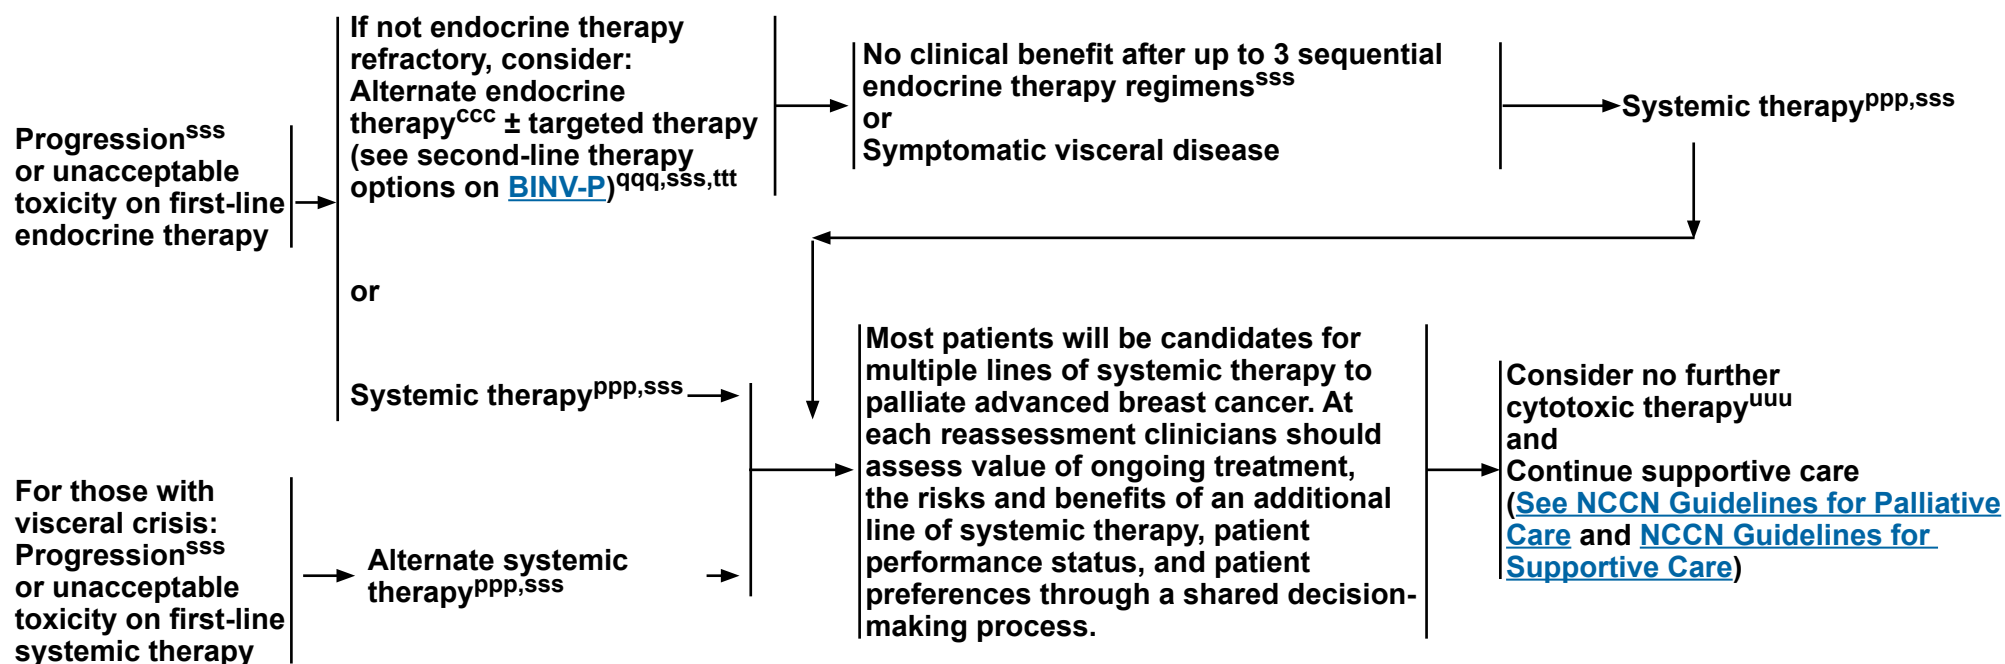 Progressionsss
or unacceptable
toxicity on first-line
endocrine therapy
If not endocrine therapy
refractory, consider:
Alternate endocrine
therapyccc ± targeted therapy
(see second-line therapy
options on BINV-P)qqq,sss,ttt
or
Systemic therapyppp,sss
No clinical benefit after up to 3 sequential
endocrine therapy regimenssss
or
Symptomatic visceral disease
Systemic therapyppp,sss
For those with
visceral crisis:
Progressionsss
or unacceptable
toxicity on first-line
systemic therapy
Alternate systemic
therapyppp,sss
Most patients will be candidates for
multiple lines of systemic therapy to
palliate advanced breast cancer. At
each reassessment clinicians should
assess value of ongoing treatment,
the risks and benefits of an additional
line of systemic therapy, patient
performance status, and patient
preferences through a shared decision-
making process.
Consider no further
cytotoxic therapyuuu
and
Continue supportive care
(See NCCN Guidelines for Palliative
Care and NCCN Guidelines for
Supportive Care)